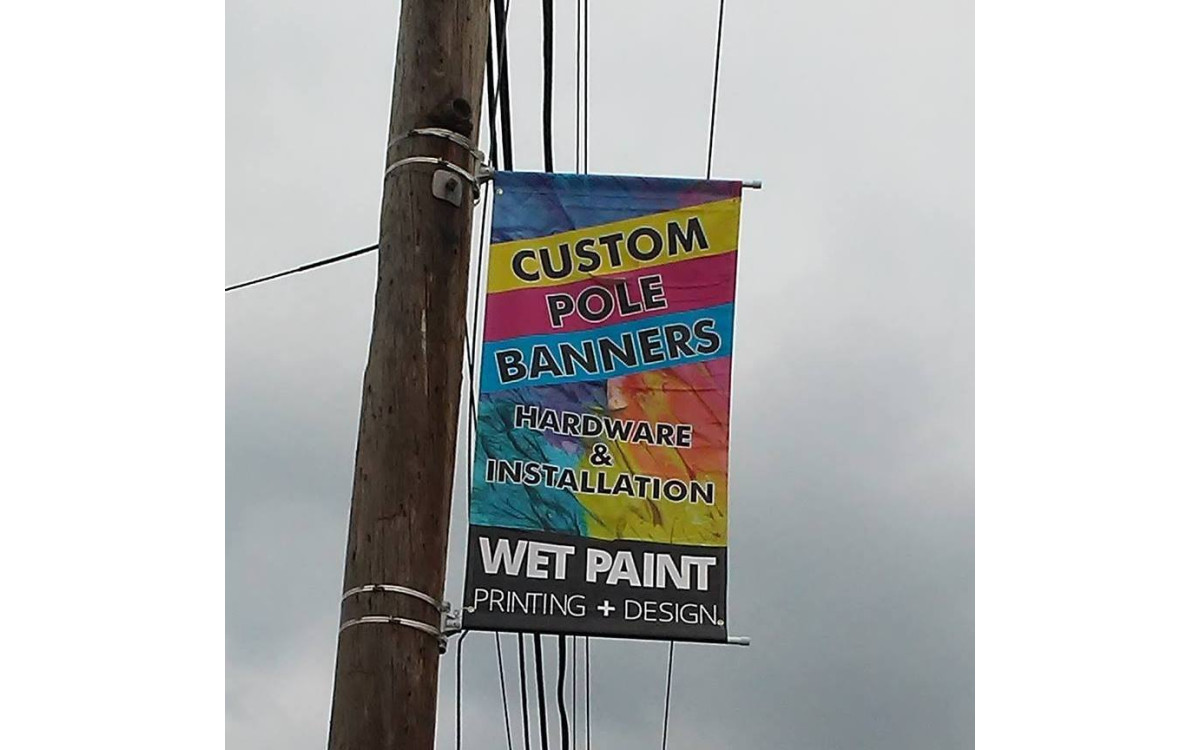 CUSTOM
POLE
BANNERS
HARDWARE
&
INSTALLATION
WET PAINT
PRINTING + DESIGN